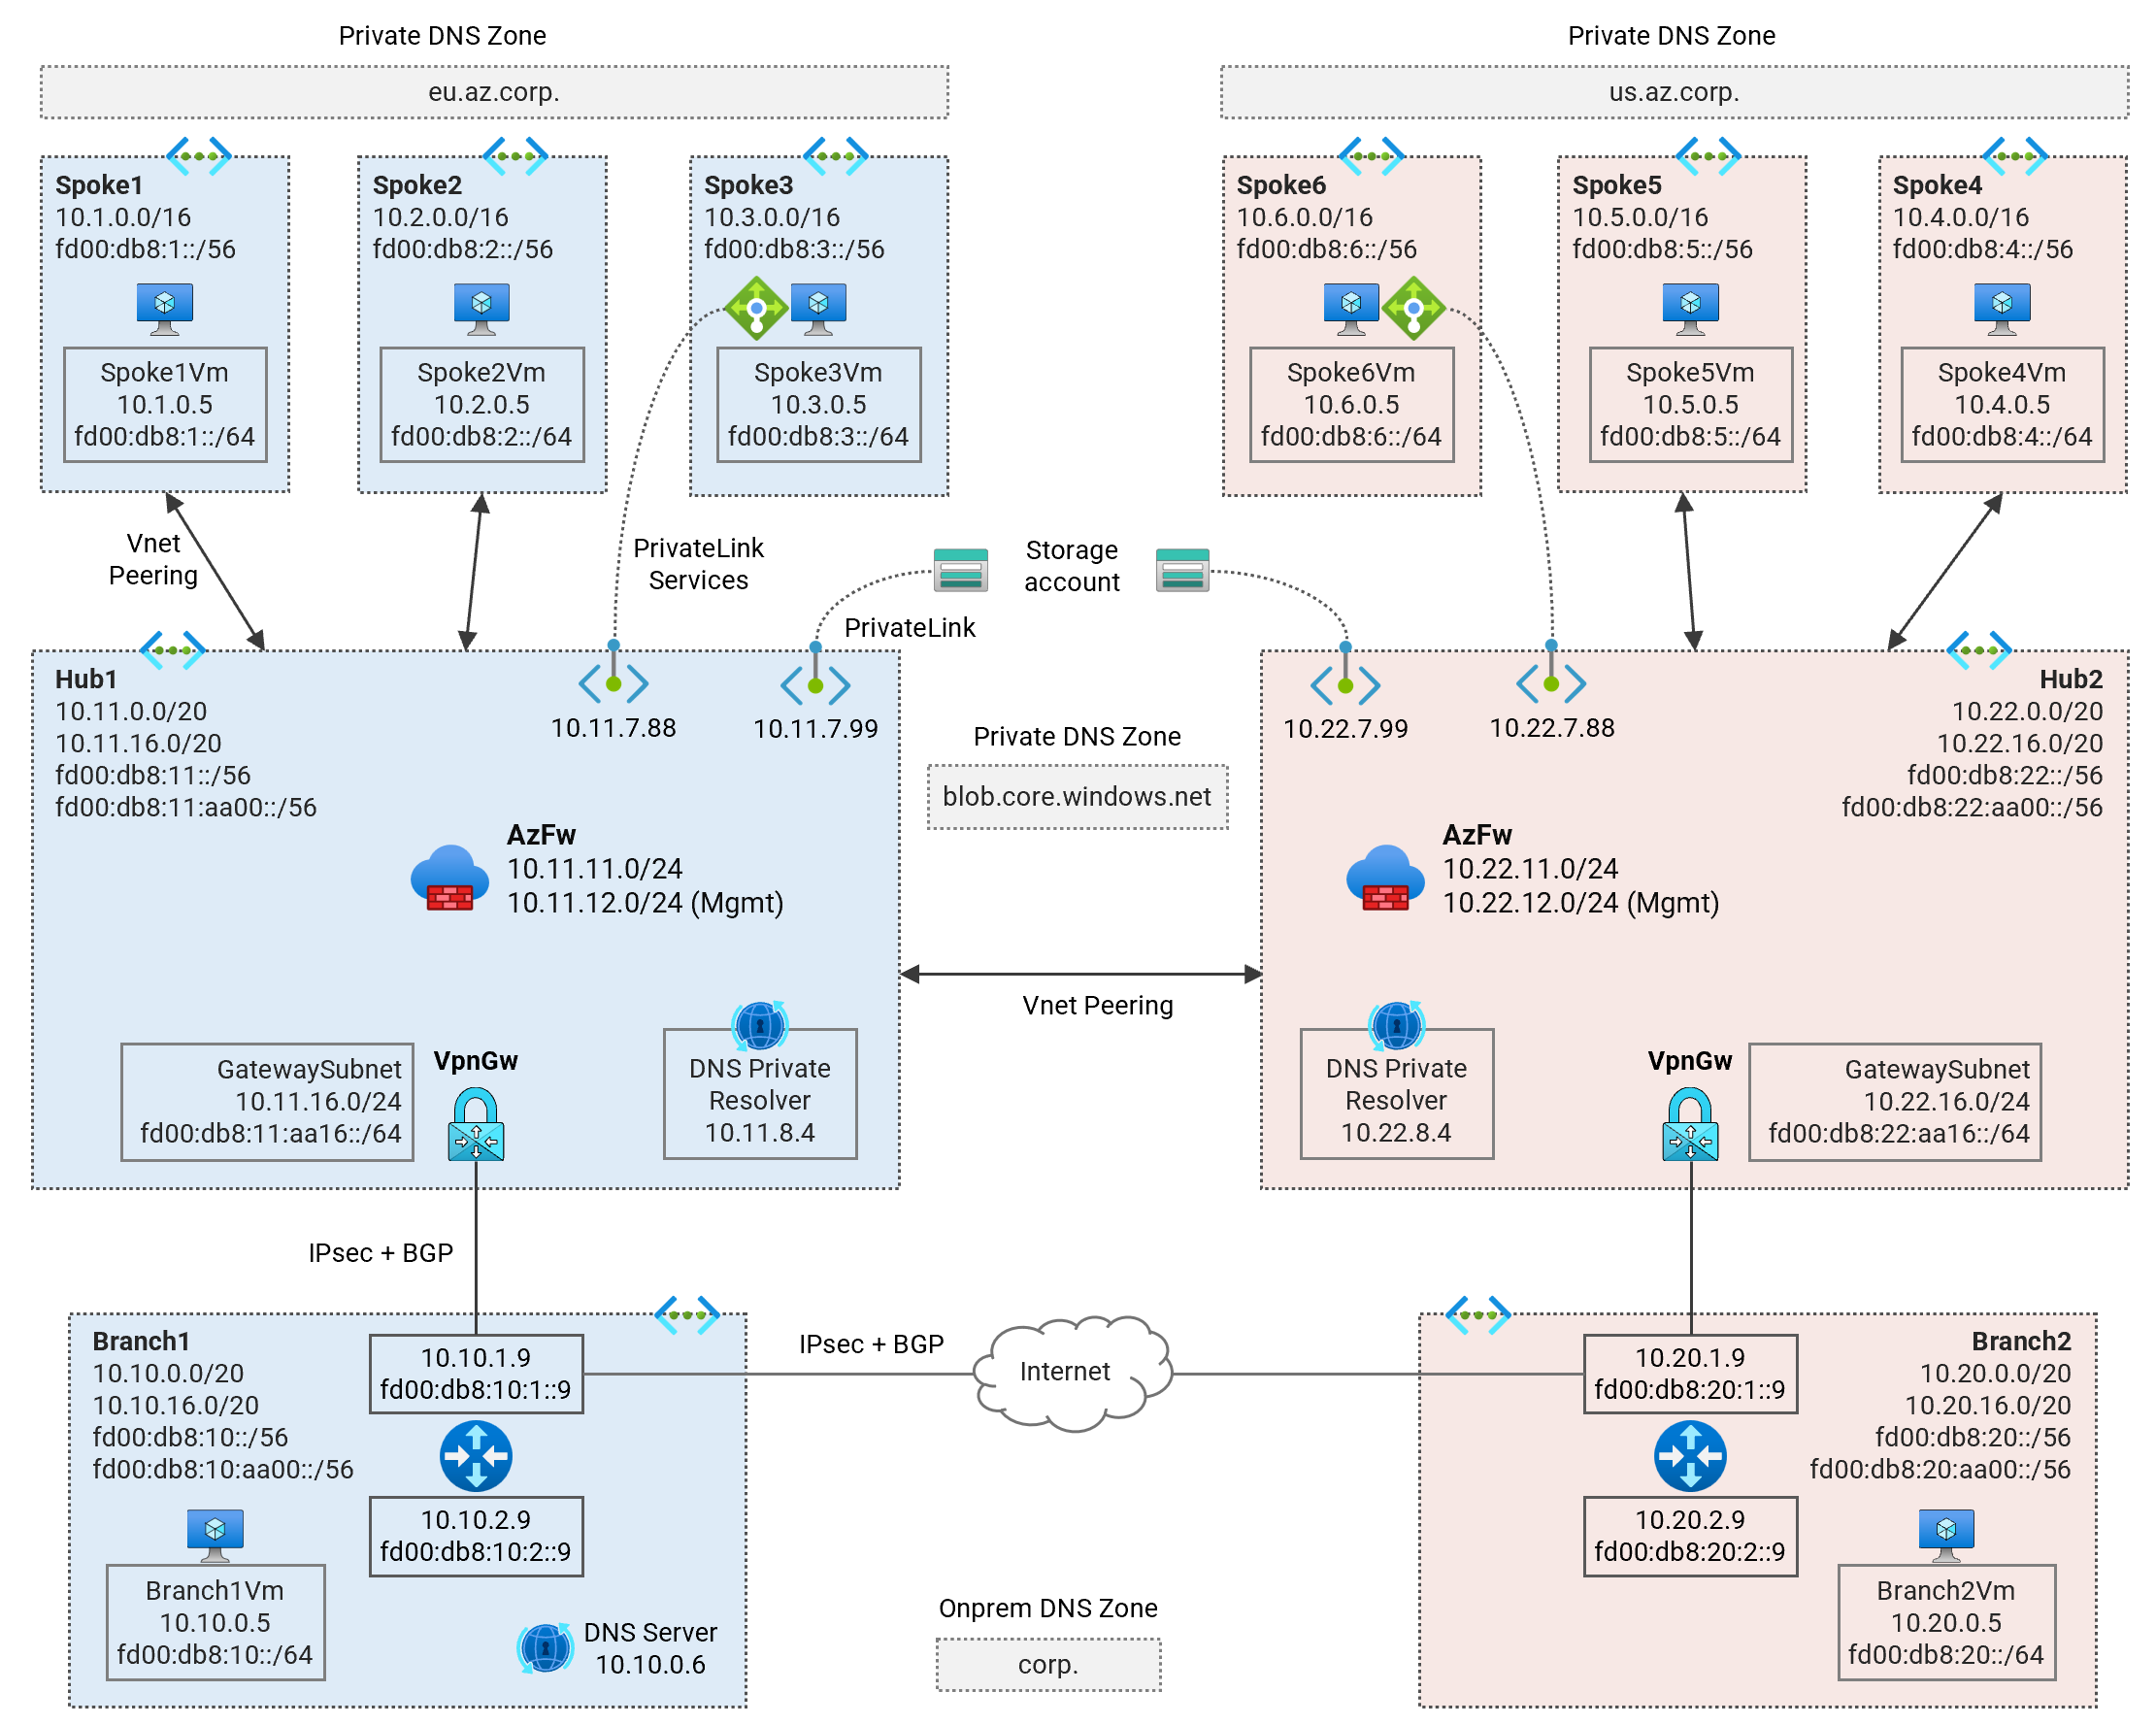 Private DNS Zone
eu.az.corp.
Private DNS Zone
us.az.corp.
Spoke1
10.1.0.0/16
fd00:db8:1::/56
Spoke1Vm
10.1.0.5
fd00:db8:1::/64
Spoke2
10.2.0.0/16
fd00:db8:2::/56
Spoke2Vm
10.2.0.5
fd00:db8:2::/64
Spoke3
10.3.0.0/16
fd00:db8:3::/56
Spoke3Vm
10.3.0.5
fd00:db8:3::/64
Spoke6
10.6.0.0/16
fd00:db8:6::/56
Spoke6Vm
10.6.0.5
fd00:db8:6::/64
Spoke5
10.5.0.0/16
fd00:db8:5::/56
Spoke5Vm
10.5.0.5
fd00:db8:5::/64
Spoke4
10.4.0.0/16
fd00:db8:4::/56
Spoke4Vm
10.4.0.5
fd00:db8:4::/64
Vnet
Peering
PrivateLink
Services
Storage
account
PrivateLink
Hub1
10.11.0.0/20
10.11.16.0/20
fd00:db8:11::/56
fd00:db8:11:aa00::/56
10.11.7.88
10.11.7.99
AzFw
10.11.11.0/24
10.11.12.0/24 (Mgmt)
GatewaySubnet
10.11.16.0/24
fd00:db8:11:aa16::/64
VpnGw
DNS Private
Resolver
10.11.8.4
Private DNS Zone
blob.core.windows.net
Vnet Peering
10.22.7.99
10.22.7.88
Hub2
10.22.0.0/20
10.22.16.0/20
fd00:db8:22::/56
fd00:db8:22:aa00::/56
AzFw
10.22.11.0/24
10.22.12.0/24 (Mgmt)
DNS Private
Resolver
10.22.8.4
VpnGw
GatewaySubnet
10.22.16.0/24
fd00:db8:22:aa16::/64
IPsec + BGP
Branch1
10.10.0.0/20
10.10.16.0/20
fd00:db8:10::/56
fd00:db8:10:aa00::/56
10.10.1.9
fd00:db8:10:1::9
10.10.2.9
fd00:db8:10:2::9
Branch1Vm
10.10.0.5
fd00:db8:10::/64
DNS Server
10.10.0.6
IPsec + BGP
Internet
Onprem DNS Zone
corp.
10.20.1.9
fd00:db8:20:1::9
10.20.2.9
fd00:db8:20:2::9
Branch2
10.20.0.0/20
10.20.16.0/20
fd00:db8:20::/56
fd00:db8:20:aa00::/56
Branch2Vm
10.20.0.5
fd00:db8:20::/64